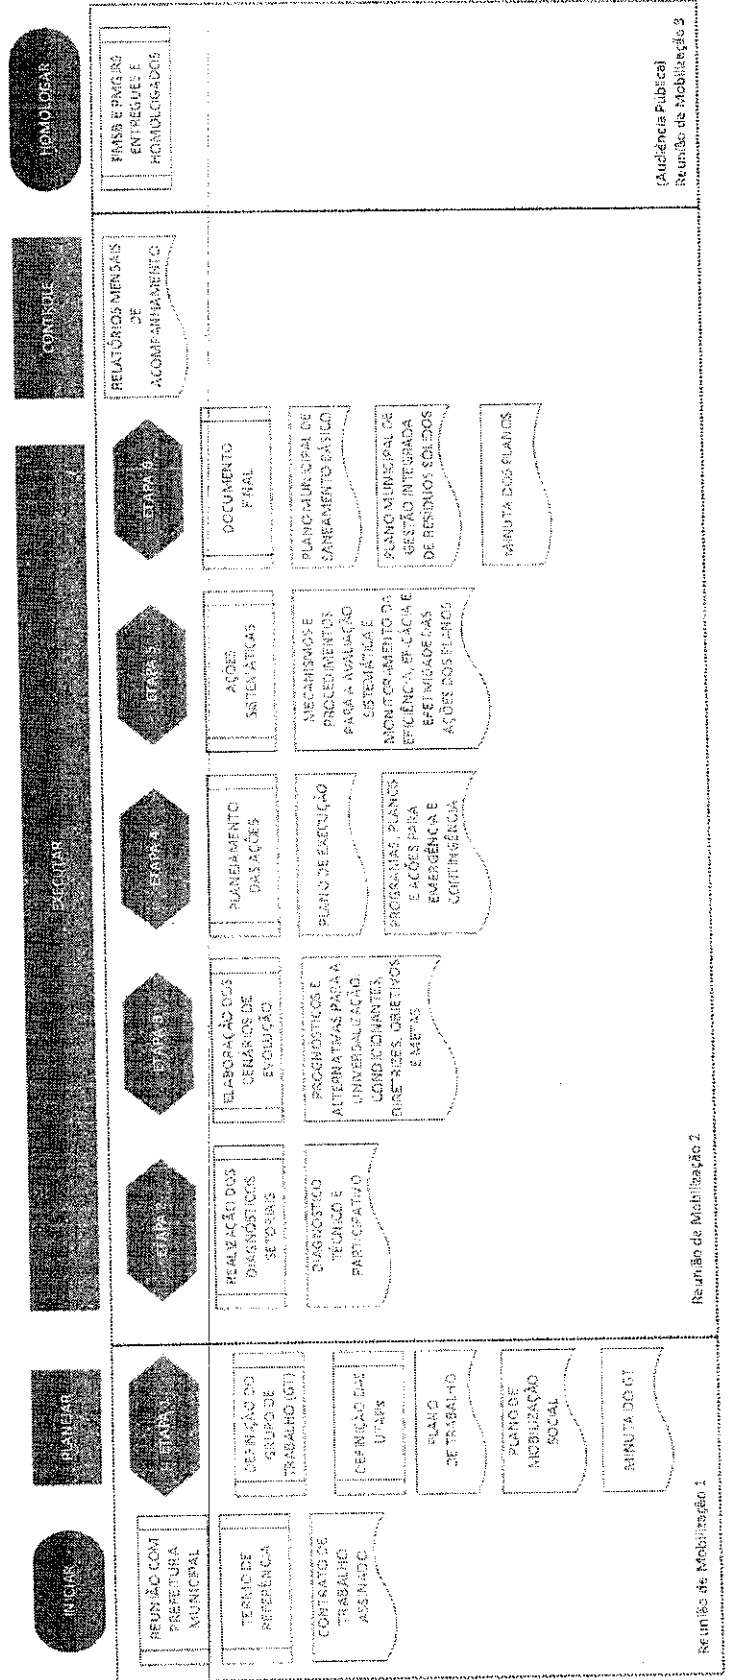 INICIAR
REUNIÃO COM
PREFEITURA
MUNICIPAL
TERMO DE
REFERÊNCIA
CONTRATO DE
TRABALHO
ASSINADO
Reunião de Mobilização 1
PLANEJAR
ETAPA 1
DEFINIÇÃO DO
GRUPO DE
TRABALHO (GT)
DEFINIÇÃO DAS
UTAPs
PLANO
DE TRABALHO
PLANO DE
MOBILIZAÇÃO
SOCIAL
MINUTA DO GT
EXECUTAR
ETAPA 2
REALIZAÇÃO DOS
DIAGNÓSTICOS
SETORIAIS
DIAGNÓSTICO
TÉCNICO E
PARTICIPATIVO
Reunião de Mobilização 2
ETAPA 3
ELABORAÇÃO DOS
CENÁRIOS DE
EVOLUÇÃO
PROGNÓSTICOS E
ALTERNATIVAS PARA A
UNIVERSALIZAÇÃO,
CONDICIONANTES,
DIRETRIZES, OBJETIVOS
E METAS
ETAPA
PLANEJAMENTO
DAS AÇÕES
PLANO DE EXECUÇÃO
PROGRAMAS, PLANOS
E AÇÕES PARA
EMERGÊNCIA E
CONTINGÊNCIA
ETAPA 5
AÇÕES
SISTEMÁTICAS
MECANISMOS E
PROCEDIMENTOS
PARA A AVALIAÇÃO
SISTEMÁTICA E
MONITORAMENTO DA
EFICIÊNCIA, EFICÁCIA E
EFETIVIDADE DAS
AÇÕES DOS PLANOS
ETAPA
DOCUMENTO
FINAL
PLANO MUNICIPAL DE
SANEAMENTO BÁSICO
PLANO MUNICIPAL DE
GESTÃO INTEGRADA
DE RESÍDUOS SÓLIDOS
MINUTA DOS PLANOS
CONTROLE
RELATÓRIOS MENSAIS
DE
ACOMPANHAMENTO
HOMOLOGAR
PMSB E PMGIRS
ENTREGUES E
HOMOLOGADOS
(Audiência Pública)
Reunião de Mobilização 3